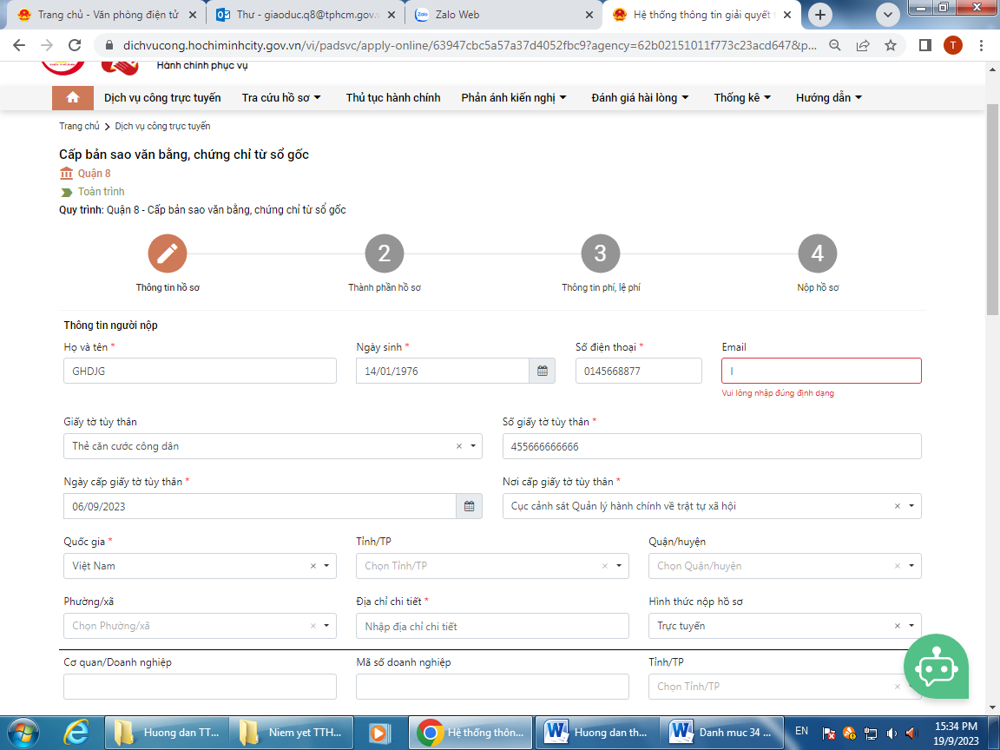 Trang chủ - Văn phòng điện tử
Thư - giaoduc.q8@tphcm.gov.v
Zalo Web
Hệ thống thông tin giải quyết t
dichvucong.hochiminhcity.gov.vn/vi/padsvc/apply-online/63947cbc5a57a37d4052fbc9?agency=62b02151011f773c23acd647&p...
T
Hành chính phục vụ
Dịch vụ công trực tuyến Tra cứu hồ sơ Thủ tục hành chính Phản ánh kiến nghị Đánh giá hài lòng Thống kê Hướng dẫn
Trang chủ > Dịch vụ công trực tuyến
Cấp bản sao văn bằng, chứng chỉ từ sổ gốc
Quận 8
Toàn trình
Quy trình: Quận 8 - Cấp bản sao văn bằng, chứng chỉ từ sổ gốc
2 3 4
Thông tin hồ sơ Thành phần hồ sơ Thông tin phí, lệ phí Nộp hồ sơ
Thông tin người nộp
Họ và tên * Ngày sinh * Số điện thoại * Email
GHDJG 14/01/1976 0145668877 l
Vui lòng nhập đúng định dạng
Giấy tờ tùy thân Số giấy tờ tùy thân *
Thẻ căn cước công dân × 455666666666
Ngày cấp giấy tờ tùy thân * Nơi cấp giấy tờ tùy thân *
06/09/2023 Cục cảnh sát Quản lý hành chính về trật tự xã hội ×
Quốc gia * Tỉnh/TP Quận/huyện
Việt Nam × Chọn Tỉnh/TP × Chọn Quận/huyện ×
Phường/xã Địa chỉ chi tiết * Hình thức nộp hồ sơ
Chọn Phường/xã × Nhập địa chỉ chi tiết Trực tuyến ×
Cơ quan/Doanh nghiệp Mã số doanh nghiệp Tỉnh/TP
Chọn Tỉnh/TP ×
Huong dan TT... Niem yet TTH... Hệ thống thôn... Huong dan th... Danh muc 34 ... EN 15:34 PM
19/9/2023